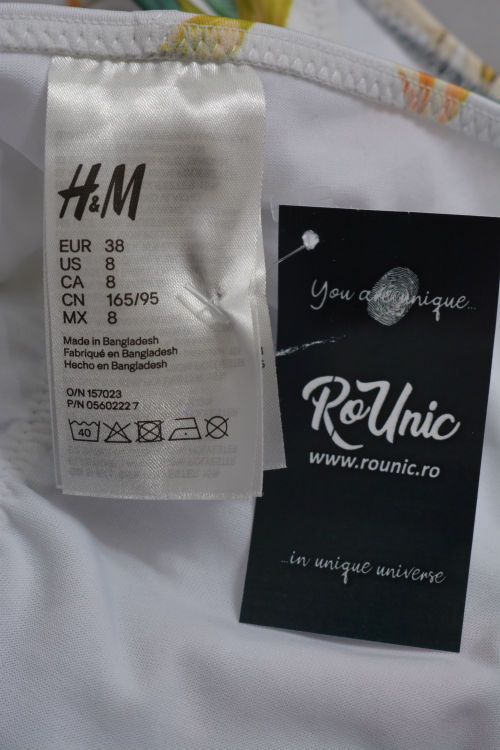 H&M
EUR 38
US 8
CA 8
CN 165/95
MX 8
Made in Bangladesh
Fabriqué en Bangladesh
Hecho en Bangladesh
O/N 157023
P/N 0560222 7
40
You are unique...
RoUnic
www.rounic.ro
...in unique universe